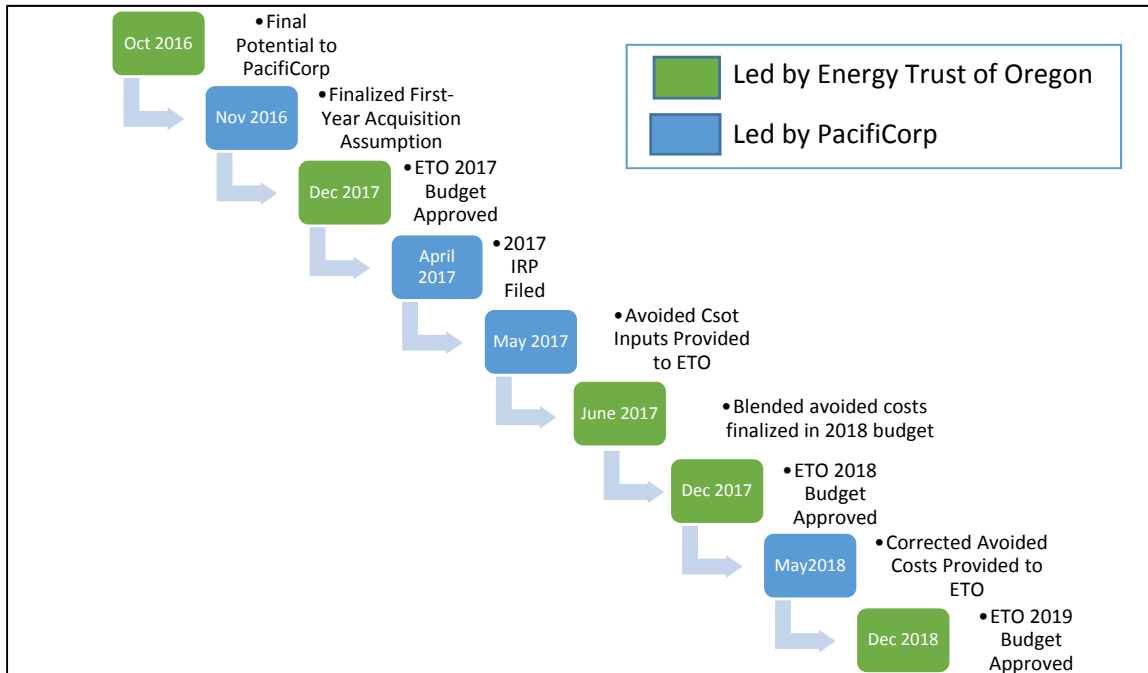 Oct 2016
•Final
Potential to
PacifiCorp
Led by Energy Trust of Oregon
Led by PacifiCorp
Nov 2016
•Finalized First-
Year Acquisition
Assumption
Dec 2017
•ETO 2017
Budget
Approved
April
2017
•2017
IRP
Filed
May 2017
•Avoided Csot
Inputs Provided
to ETO
June 2017
•Blended avoided costs
finalized in 2018 budget
Dec 2017
•ETO 2018
Budget
Approved
May2018
•Corrected Avoided
Costs Provided to
ETO
Dec 2018
•ETO 2019
Budget
Approved